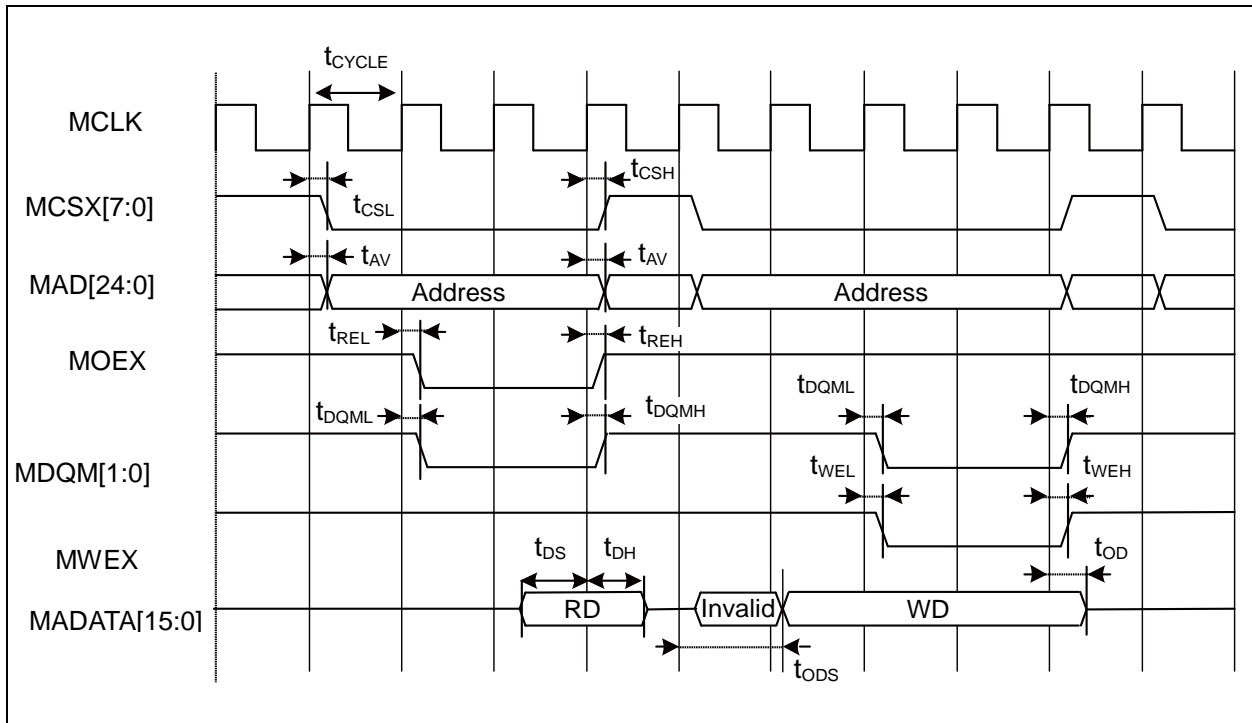 tCYCLE
MCLK
tCSH
MCSX[7:0]
tCSL
tAV tAV
MAD[24:0]
Address Address
tREL tREH
MOEX
tDQML tDQMH
tDQML tDQMH
MDQM[1:0]
tWEL tWEH
MWEX
tDS tDH
tOD
MADATA[15:0]
RD Invalid WD
tODS